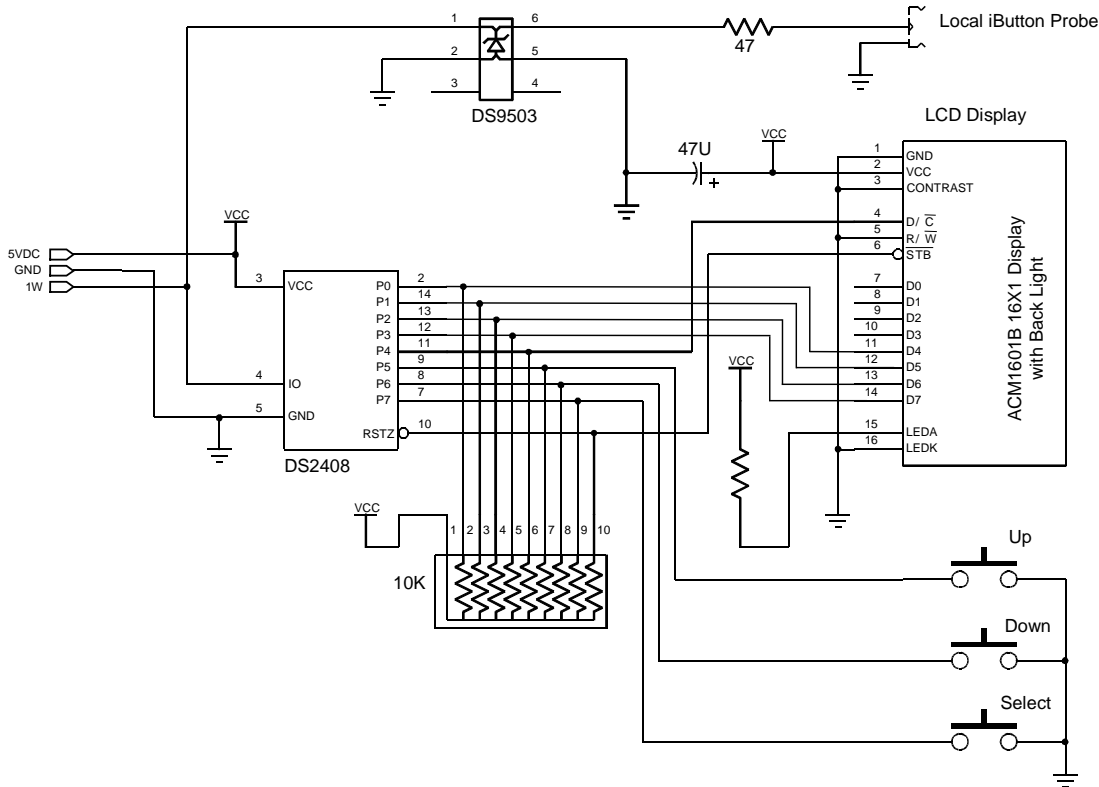 1 6
2 5
3 4
DS9503
47
Local iButton Probe
47U
+
VCC
LCD Display
1 GND
2 VCC
3 CONTRAST
4 D/ C̅
5 R/ W̅
6 S̅T̅B̅
7 D0
8 D1
9 D2
10 D3
11 D4
12 D5
13 D6
14 D7
15 LEDA
16 LEDK
ACM1601B 16X1 Display
with Back Light
VCC
5VDC
GND
1W
3 VCC
4 IO
5 GND
P0 2
P1 14
P2 13
P3 12
P4 11
P5 9
P6 8
P7 7
RSTZ 10
DS2408
VCC
VCC
1 2 3 4 5 6 7 8 9 10
10K
Up
Down
Select